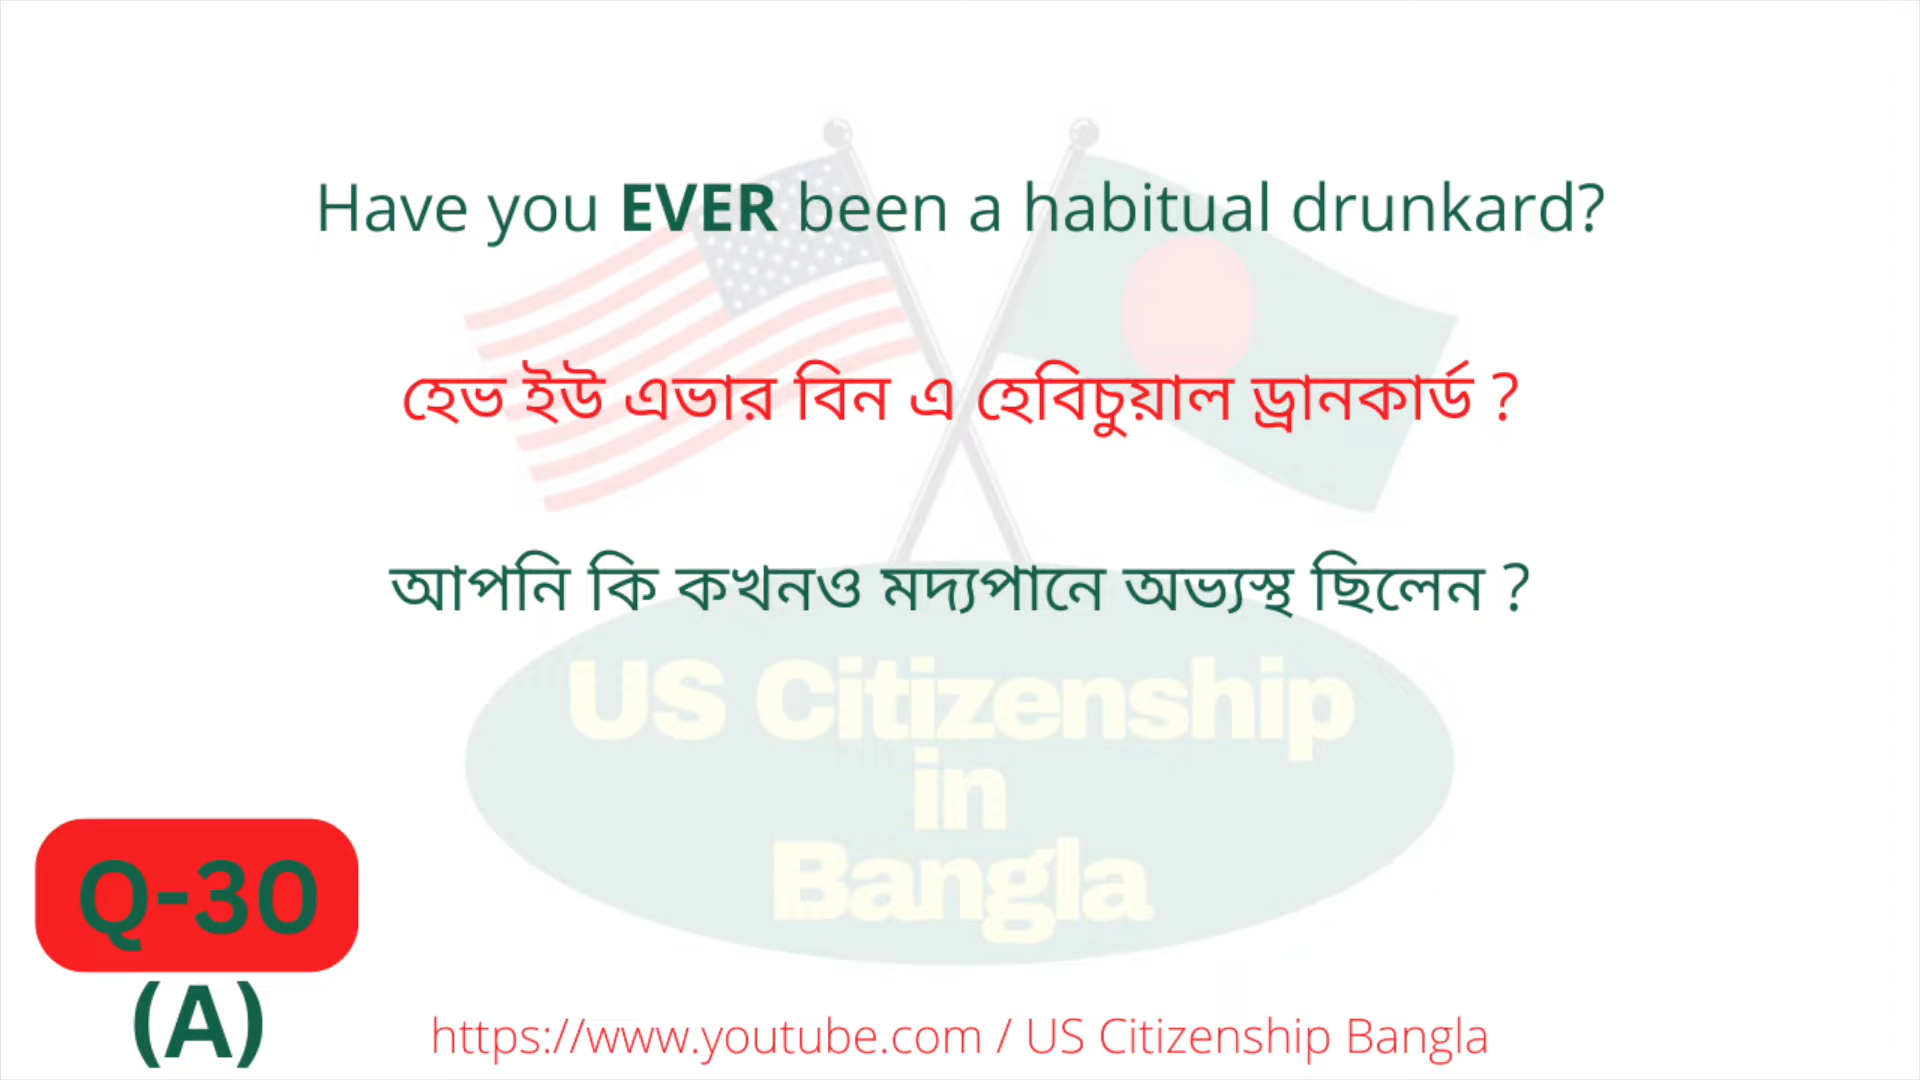 Have you EVER been a habitual drunkard?
হেভ ইউ এভার বিন এ হেবিচুয়াল ড্রানকার্ড ?
আপনি কি কখনও মদ্যপানে অভ্যস্থ ছিলেন ?
US Citizenship
in
Bangla
Q-30
(A)
https://www.youtube.com / US Citizenship Bangla